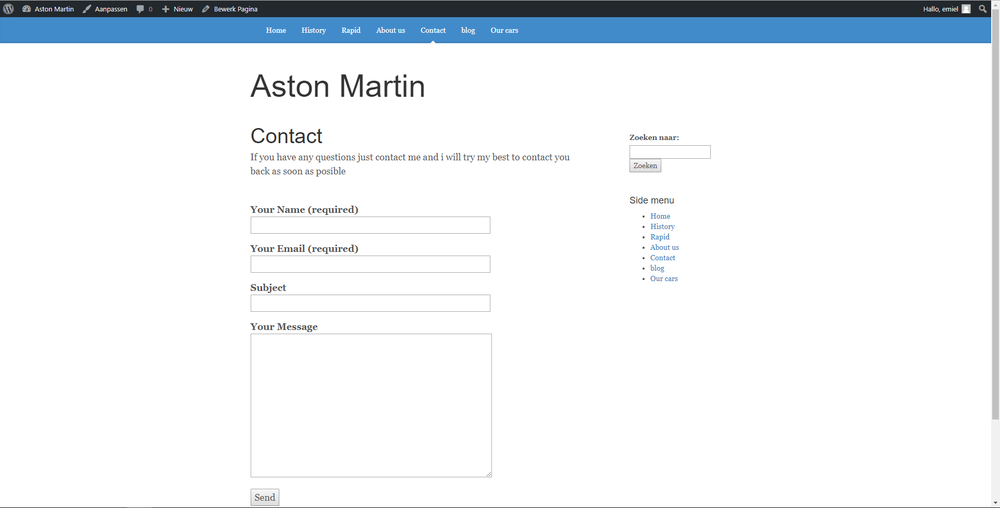 Aston Martin Aanpassen 0 Nieuw Bewerk Pagina Hallo, emiel
Home History Rapid About us Contact blog Our cars
Aston Martin
Contact
If you have any questions just contact me and i will try my best to contact you
back as soon as posible
Your Name (required)
Your Email (required)
Subject
Your Message
Send
Zoeken naar:
Zoeken
Side menu
Home
History
Rapid
About us
Contact
blog
Our cars